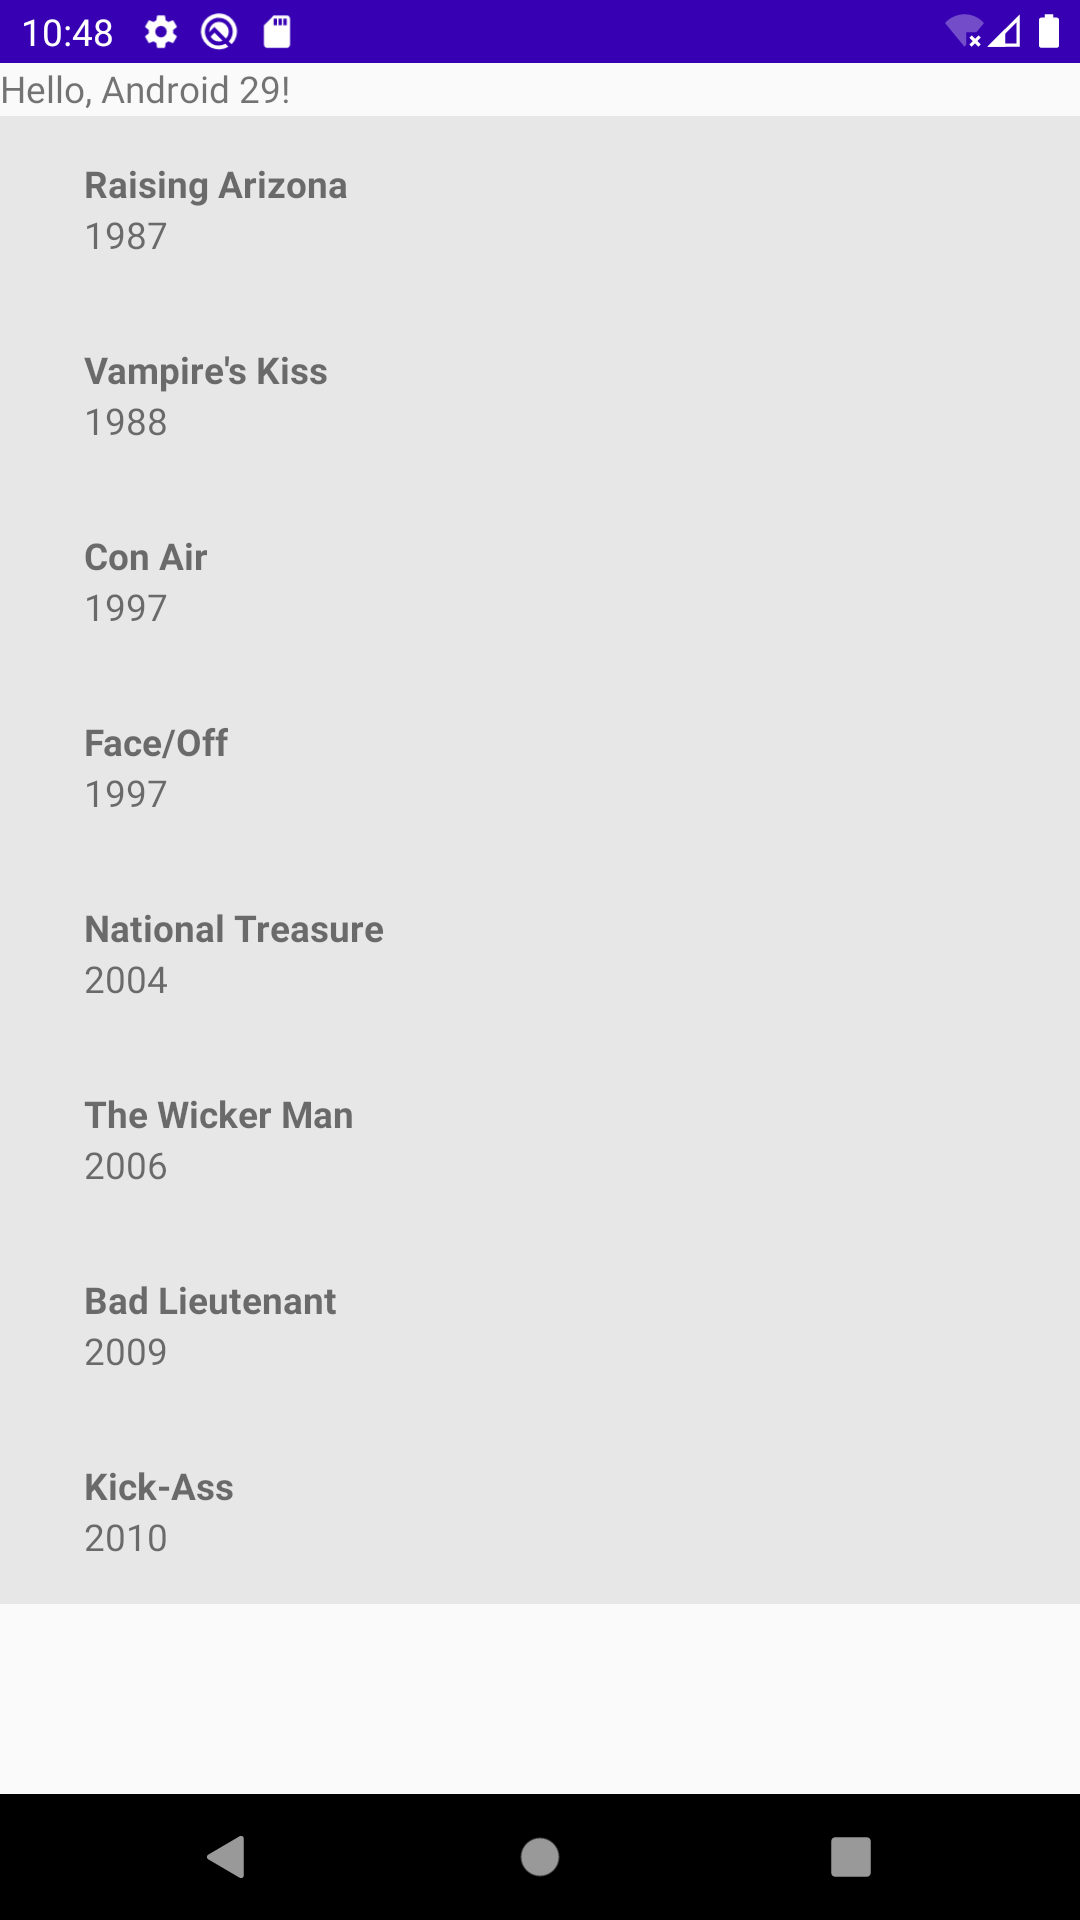 10:48
Hello, Android 29!
Raising Arizona
1987
Vampire's Kiss
1988
Con Air
1997
Face/Off
1997
National Treasure
2004
The Wicker Man
2006
Bad Lieutenant
2009
Kick-Ass
2010